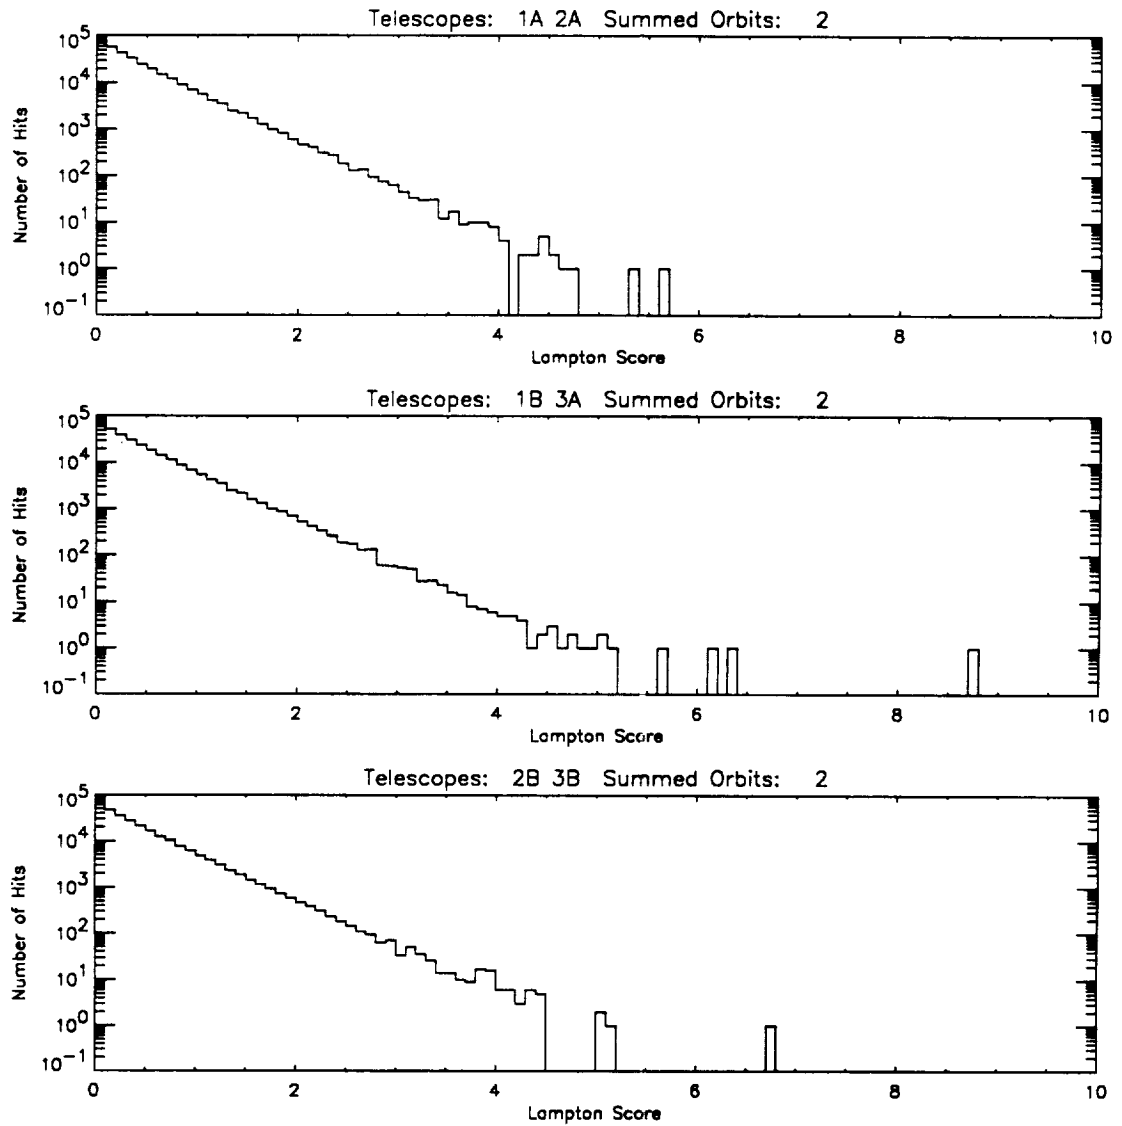 Telescopes: 1A 2A Summed Orbits: 2
10^5
10^4
10^3
10^2
10^1
10^0
10^-1
Number of Hits
0 2 4 6 8 10
Lampton Score
Telescopes: 1B 3A Summed Orbits: 2
10^5
10^4
10^3
10^2
10^1
10^0
10^-1
Number of Hits
0 2 4 6 8 10
Lampton Score
Telescopes: 2B 3B Summed Orbits: 2
10^5
10^4
10^3
10^2
10^1
10^0
10^-1
Number of Hits
0 2 4 6 8 10
Lampton Score